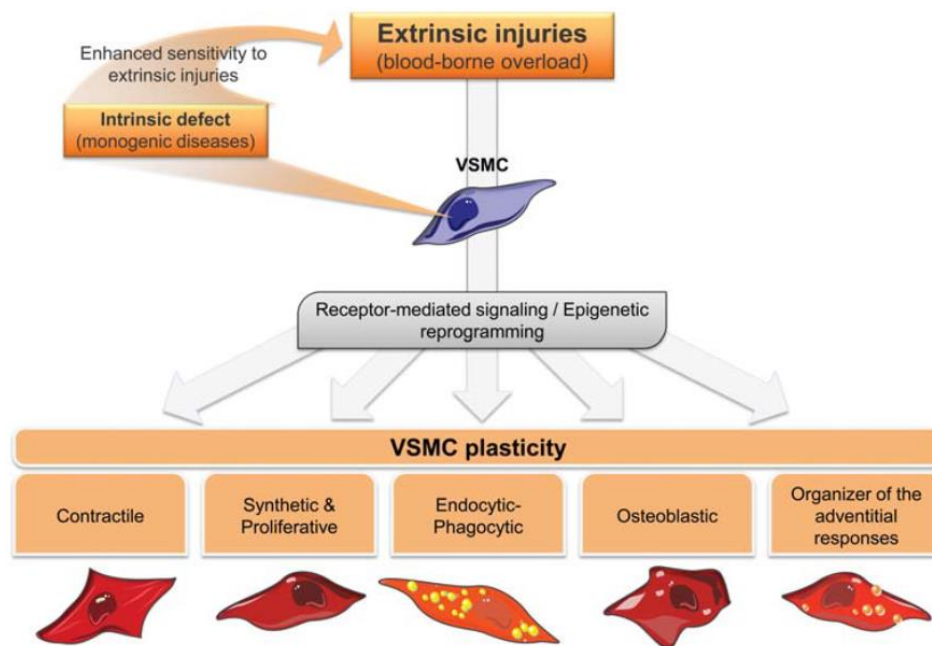 Extrinsic injuries
(blood-borne overload)
Enhanced sensitivity to
extrinsic injuries
Intrinsic defect
(monogenic diseases)
VSMC
Receptor-mediated signaling / Epigenetic
reprogramming
VSMC plasticity
Contractile
Synthetic &
Proliferative
Endocytic-
Phagocytic
Osteoblastic
Organizer of the
adventitial
responses